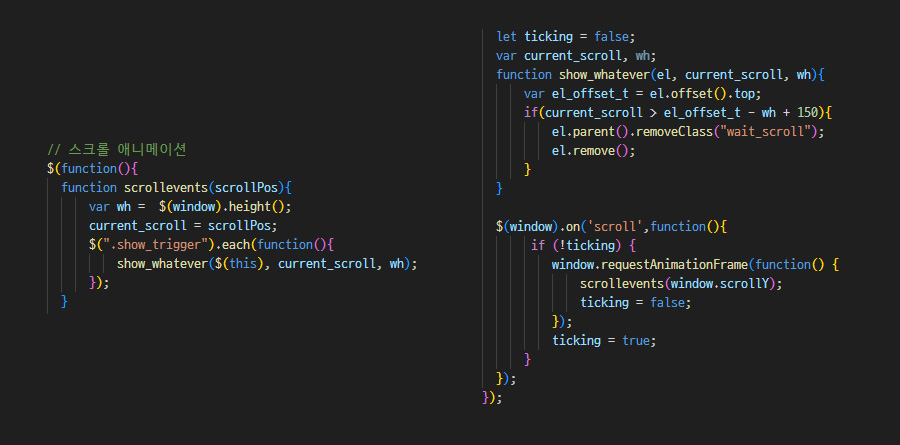 // 스크롤 애니메이션
$(function(){
function scrollevents(scrollPos){
var wh =  $(window).height();
current_scroll = scrollPos;
$(".show_trigger").each(function(){
show_whatever($(this), current_scroll, wh);
});
}
let ticking = false;
var current_scroll, wh;
function show_whatever(el, current_scroll, wh){
var el_offset_t = el.offset().top;
if(current_scroll > el_offset_t - wh + 150){
el.parent().removeClass("wait_scroll");
el.remove();
}
}
$(window).on('scroll',function(){
if (!ticking) {
window.requestAnimationFrame(function() {
scrollevents(window.scrollY);
ticking = false;
});
ticking = true;
}
});
});